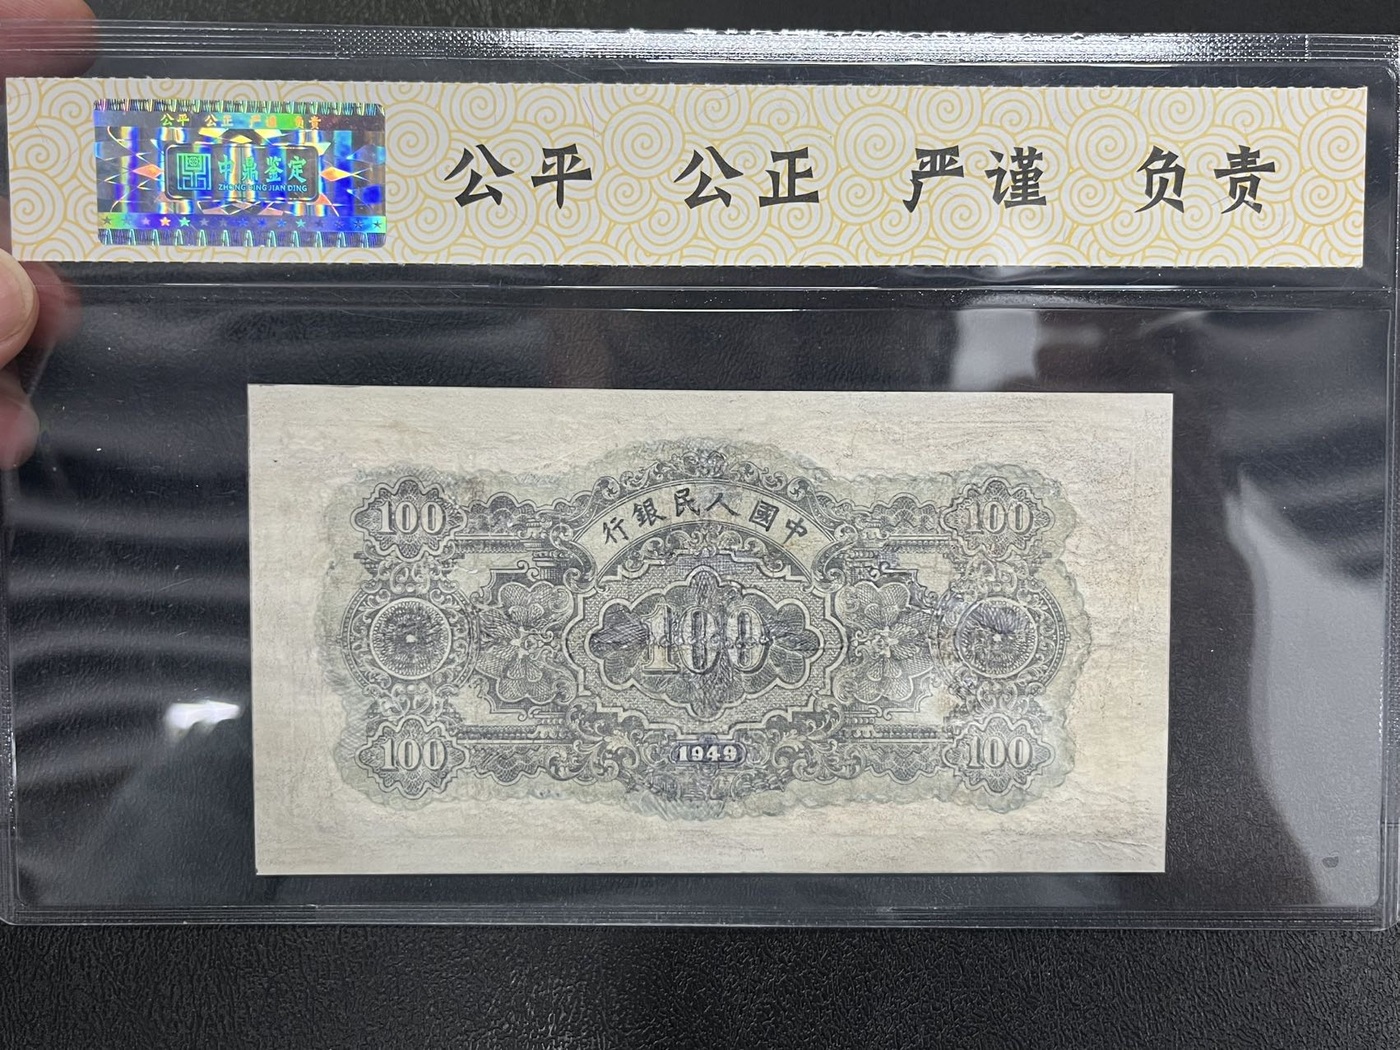 公平 公正 严谨 负责
中鼎鉴定
ZHONG DING JIAN DING
公平 公正 严谨 负责
行銀民人國中
100 100
100
100 100
1949